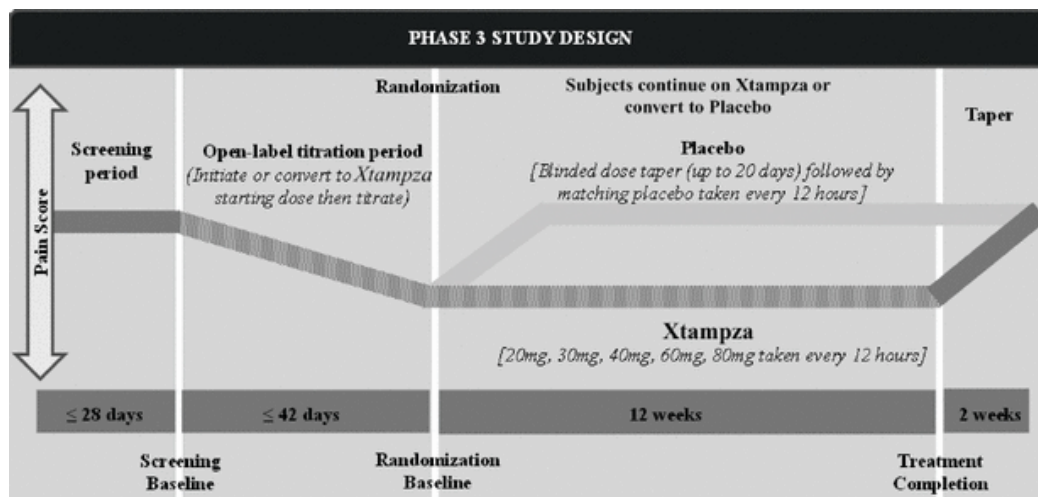 PHASE 3 STUDY DESIGN
Randomization
Subjects continue on Xtampza or
convert to Placebo
Taper
Screening
period
Open-label titration period
(Initiate or convert to Xtampza
starting dose then titrate)
Placebo
[Blinded dose taper (up to 20 days) followed by
matching placebo taken every 12 hours]
Pain Score
Xtampza
[20mg, 30mg, 40mg, 60mg, 80mg taken every 12 hours]
≤ 28 days
≤ 42 days
12 weeks
2 weeks
Screening
Baseline
Randomization
Baseline
Treatment
Completion